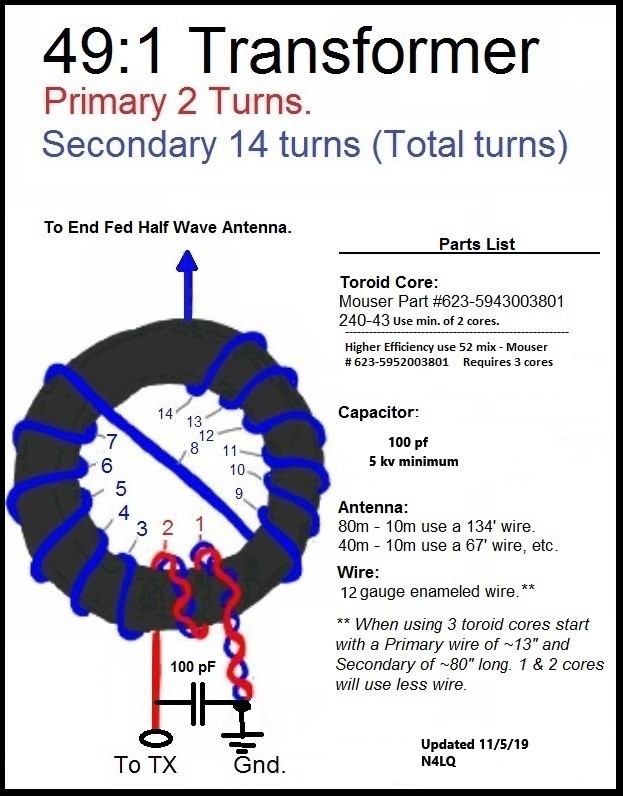 49:1 Transformer
Primary 2 Turns.
Secondary 14 turns (Total turns)
To End Fed Half Wave Antenna.
Parts List
Toroid Core:
Mouser Part #623-5943003801
240-43 Use min. of 2 cores.
Higher Efficiency use 52 mix - Mouser
# 623-5952003801 Requires 3 cores
Capacitor:
100 pf
5 kv minimum
Antenna:
80m - 10m use a 134' wire.
40m - 10m use a 67' wire, etc.
Wire:
12 gauge enameled wire.**
** When using 3 toroid cores start
with a Primary wire of ~13" and
Secondary of ~80" long. 1 & 2 cores
will use less wire.
14
13
12
11
10
9
8
7
6
5
4
3
2
1
100 pF
To TX
Gnd.
Updated 11/5/19
N4LQ